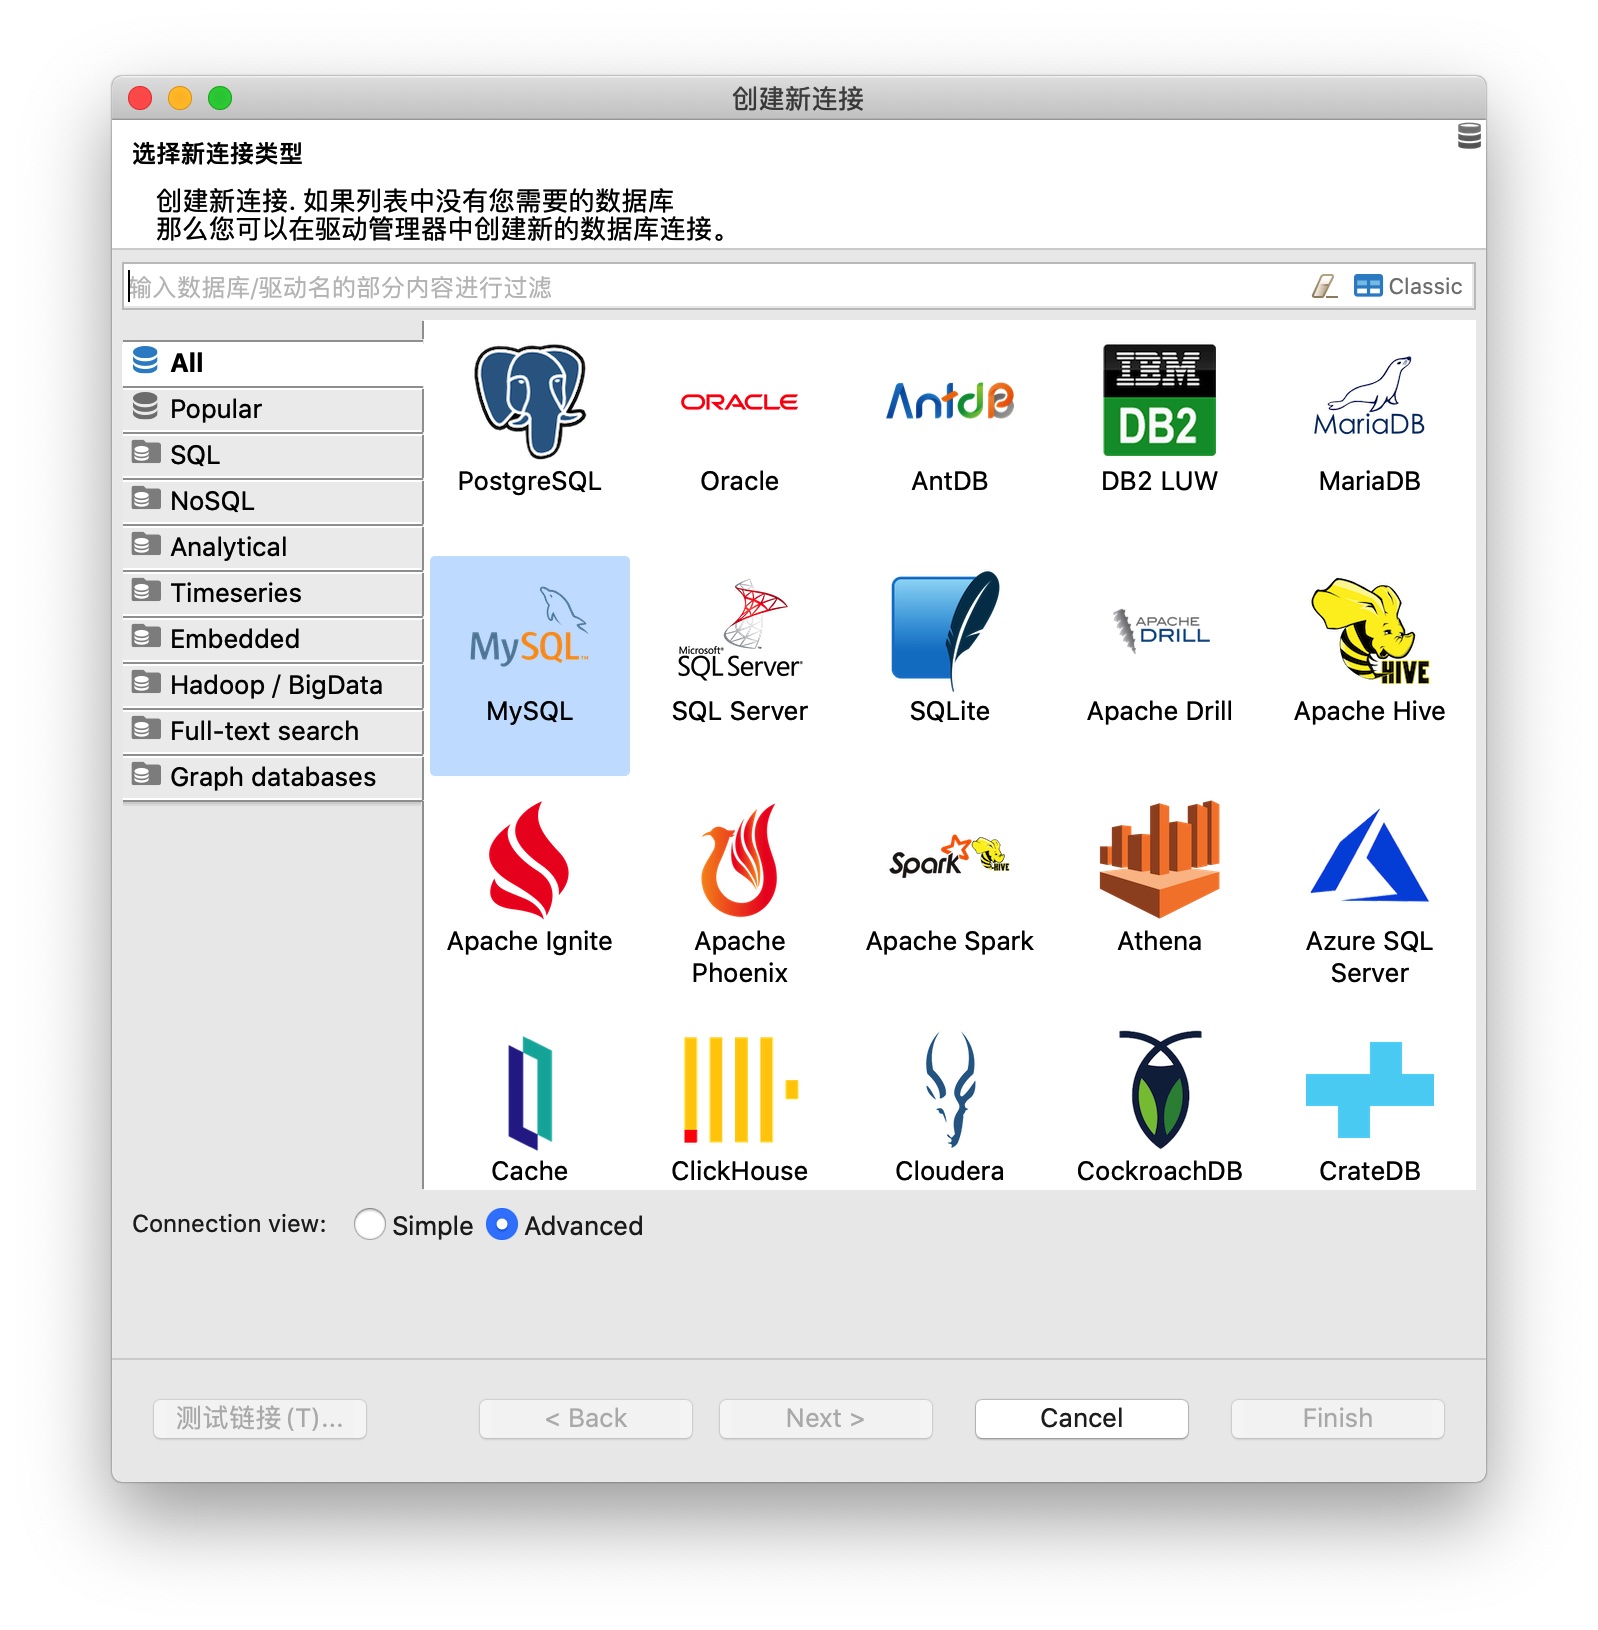 创建新连接
选择新连接类型
创建新连接. 如果列表中没有您需要的数据库
那么您可以在驱动管理器中创建新的数据库连接。
输入数据库/驱动名的部分内容进行过滤
Classic
All
Popular
SQL
NoSQL
Analytical
Timeseries
Embedded
Hadoop / BigData
Full-text search
Graph databases
PostgreSQL
ORACLE
Oracle
AntDB
AntDB
IBM
DB2
DB2 LUW
MariaDB
MariaDB
MySQL™
MySQL
Microsoft®
SQL Server®
SQL Server
SQLite
APACHE
DRILL
Apache Drill
HIVE
Apache Hive
Apache Ignite
Apache
Phoenix
Spark
HIVE
Apache Spark
Athena
Azure SQL
Server
Cache
ClickHouse
Cloudera
CockroachDB
CrateDB
Connection view:
Simple
Advanced
测试链接(T)...
< Back
Next >
Cancel
Finish